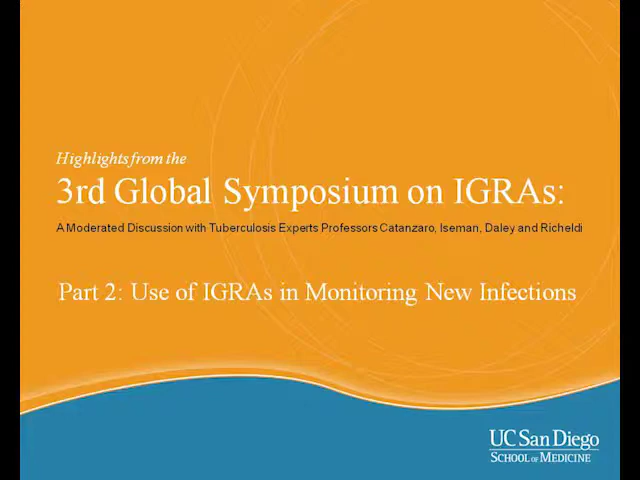 Highlights from the
3rd Global Symposium on IGRAs:
A Moderated Discussion with Tuberculosis Experts Professors Catanzaro, Iseman, Daley and Richeldi
Part 2: Use of IGRAs in Monitoring New Infections
UC San Diego
SCHOOL OF MEDICINE